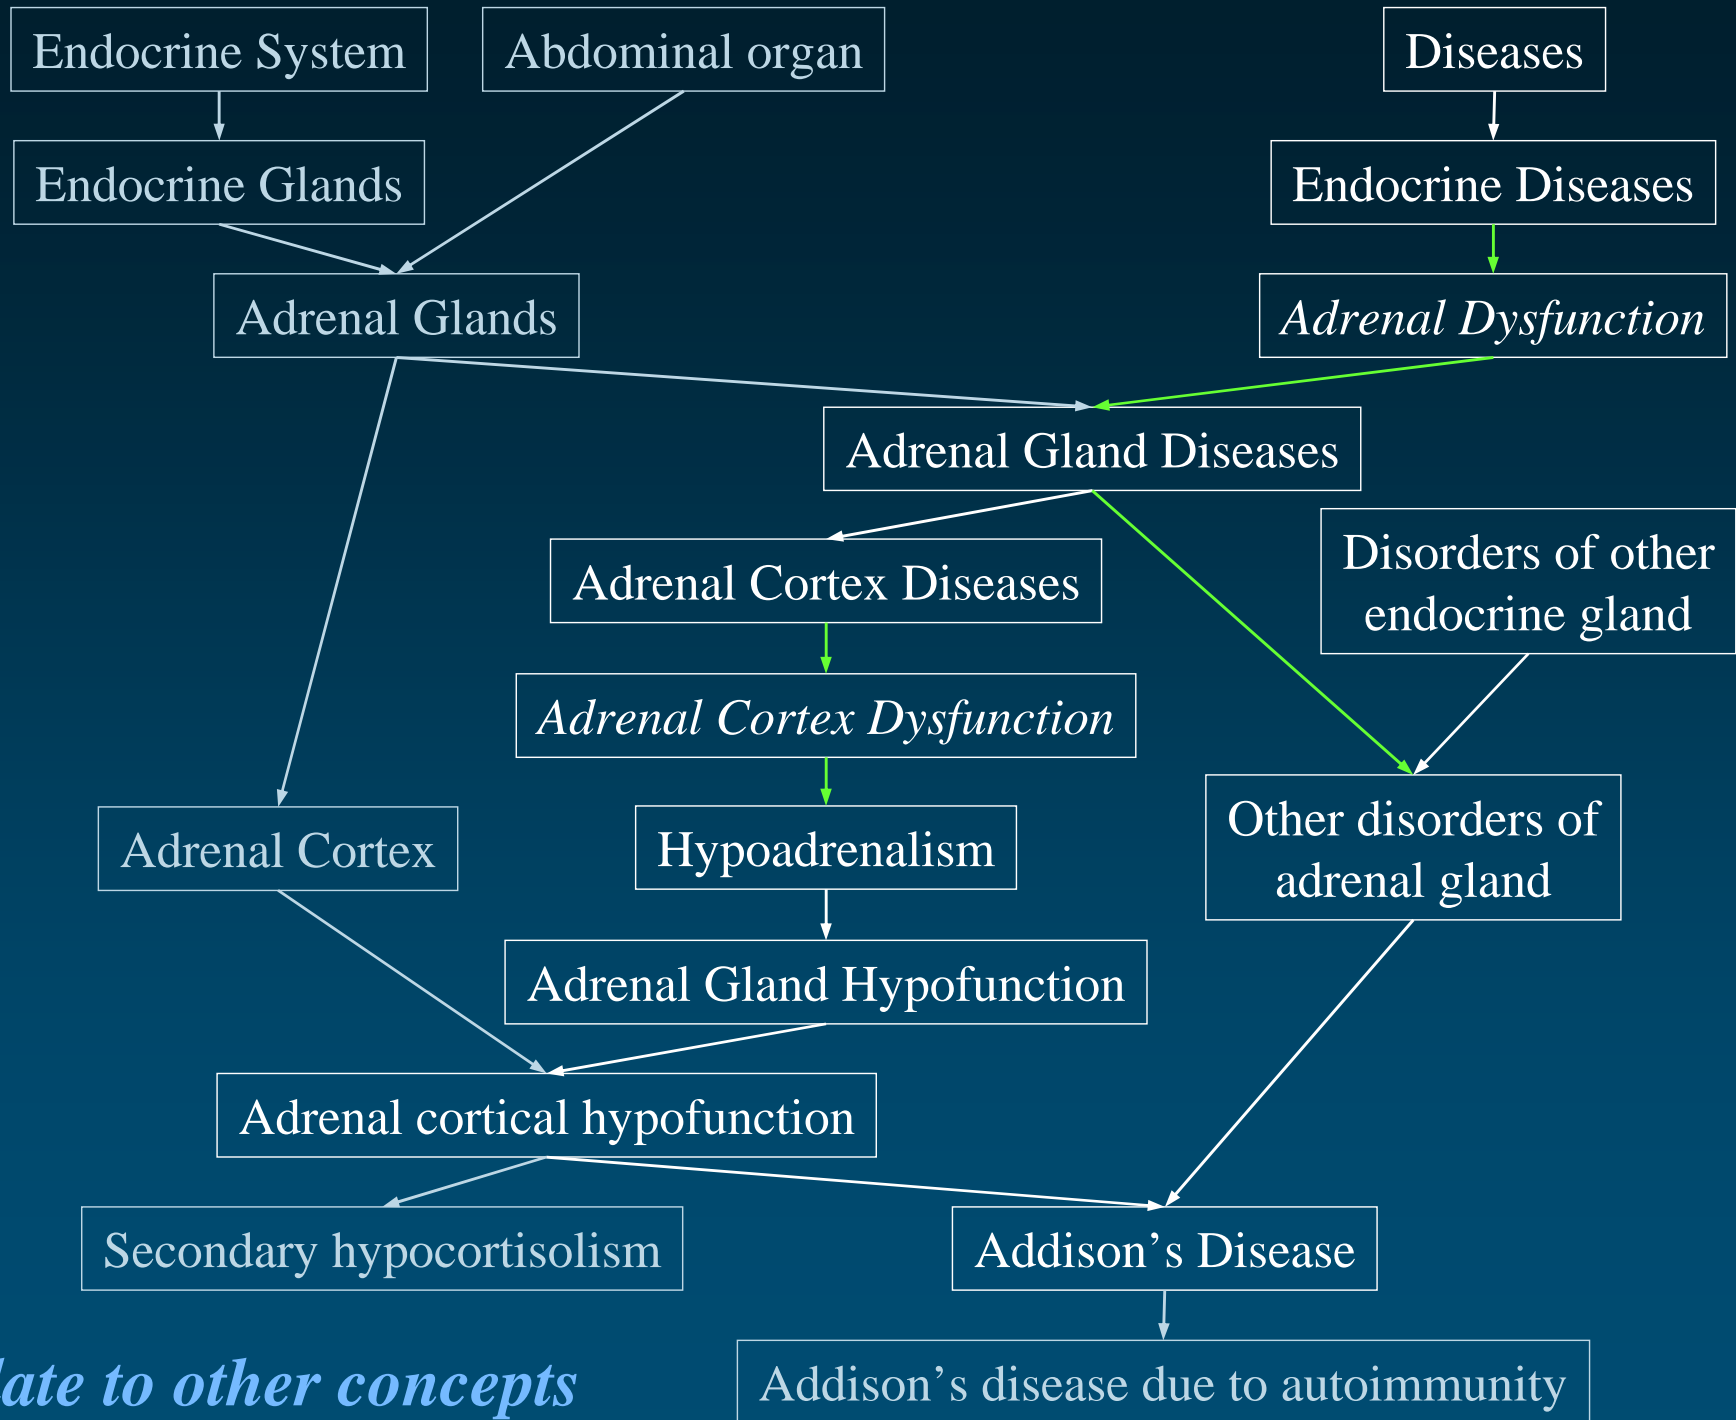 Endocrine System
Abdominal organ
Diseases
Endocrine Glands
Endocrine Diseases
Adrenal Glands
Adrenal Dysfunction
Adrenal Gland Diseases
Adrenal Cortex Diseases
Disorders of other
endocrine gland
Adrenal Cortex Dysfunction
Adrenal Cortex
Hypoadrenalism
Other disorders of
adrenal gland
Adrenal Gland Hypofunction
Adrenal cortical hypofunction
Secondary hypocortisolism
Addison’s Disease
to other concepts
Addison’s disease due to autoimmunity